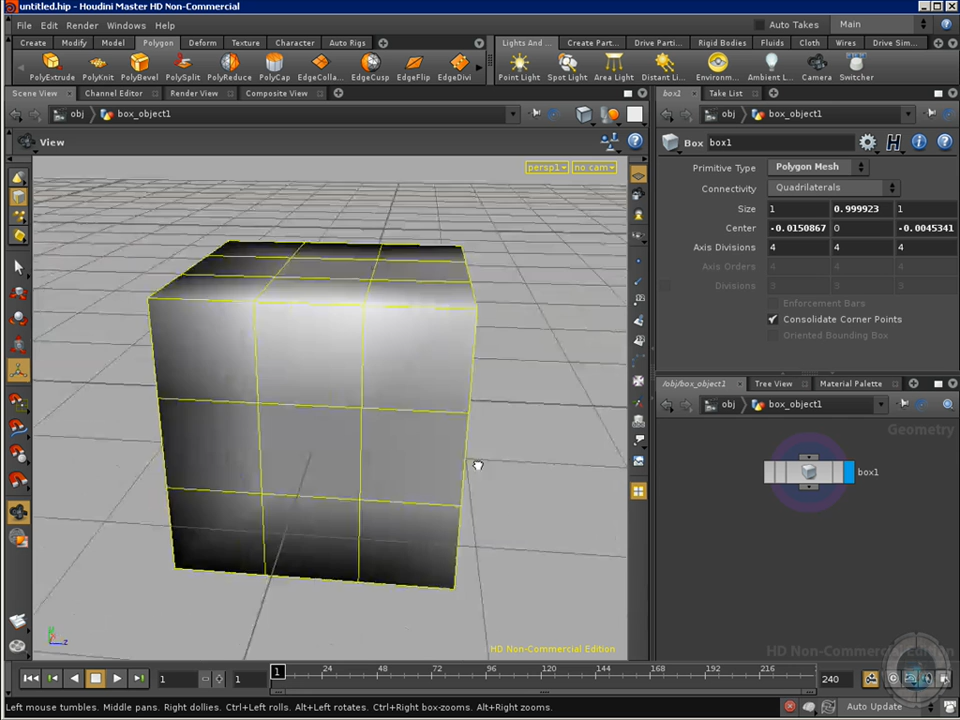 untitled.hip - Houdini Master HD Non-Commercial
File Edit Render Windows Help
Auto Takes Main
Create Modify Model Polygon Deform Texture Character Auto Rigs
Lights And ... Create Part... Drive Parti... Rigid Bodies Fluids Cloth Wires Drive Sim...
PolyExtrude PolyKnit PolyBevel PolySplit PolyReduce PolyCap EdgeColla... EdgeCusp EdgeFlip EdgeDivi
Point Light Spot Light Area Light Distant Li... Environ... Ambient L... Camera Switcher
Scene View Channel Editor Render View Composite View
box1 Take List
obj box_object1
obj box_object1
View
Box box1
persp1 no cam
Primitive Type Polygon Mesh
Connectivity Quadrilaterals
Size 1 0.999923 1
Center -0.0150867 0 -0.0045341
Axis Divisions 4 4 4
Axis Orders 4 4 4
Divisions 3 3 3
Enforcement Bars
Consolidate Corner Points
Oriented Bounding Box
/obj/box_object1 Tree View Material Palette
obj box_object1
Geometry
box1
z
HD Non-Commercial Edition
HD Non-Commercial Edition
1 1 1 24 48 72 96 120 144 168 192 216 240
Left mouse tumbles. Middle pans. Right dollies. Ctrl+Left rolls. Alt+Left rotates. Ctrl+Right box-zooms. Alt+Right zooms.
Auto Update